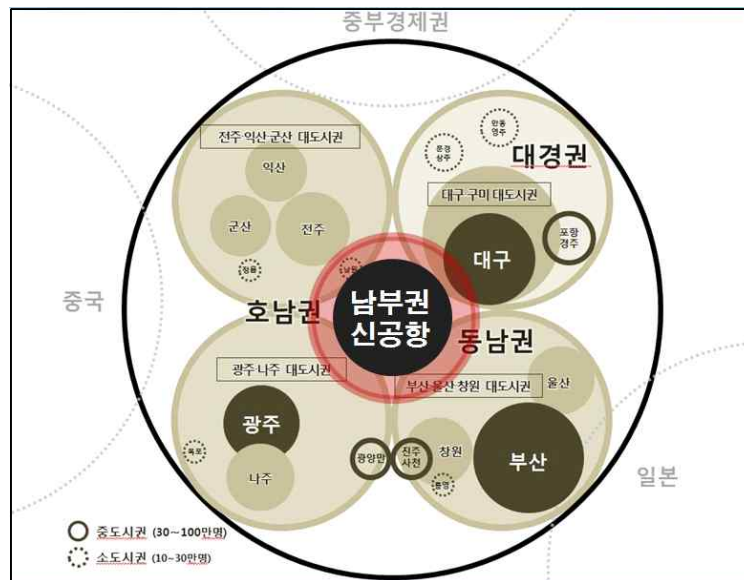 중부경제권
전주·익산·군산 대도시권
익산
군산
전주
정읍
안동
영주
문경
상주
대경권
대구·구미 대도시권
대구
포항
경주
중국
호남권
남부권
신공항
동남권
광주·나주 대도시권
광주
나주
목포
광양만
부산·울산·창원 대도시권
울산
진주
사천
창원
통영
부산
일본
중도시권 (30~100만명)
소도시권 (10~30만명)